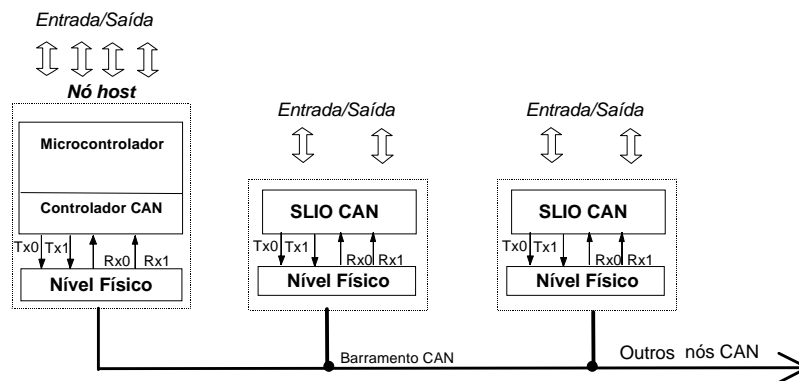 Entrada/Saída
Nó host
Microcontrolador
Controlador CAN
Tx0 Tx1 Rx0 Rx1
Nível Físico
Entrada/Saída
SLIO CAN
Tx0 Tx1 Rx0 Rx1
Nível Físico
Entrada/Saída
SLIO CAN
Tx0 Tx1 Rx0 Rx1
Nível Físico
Barramento CAN
Outros nós CAN